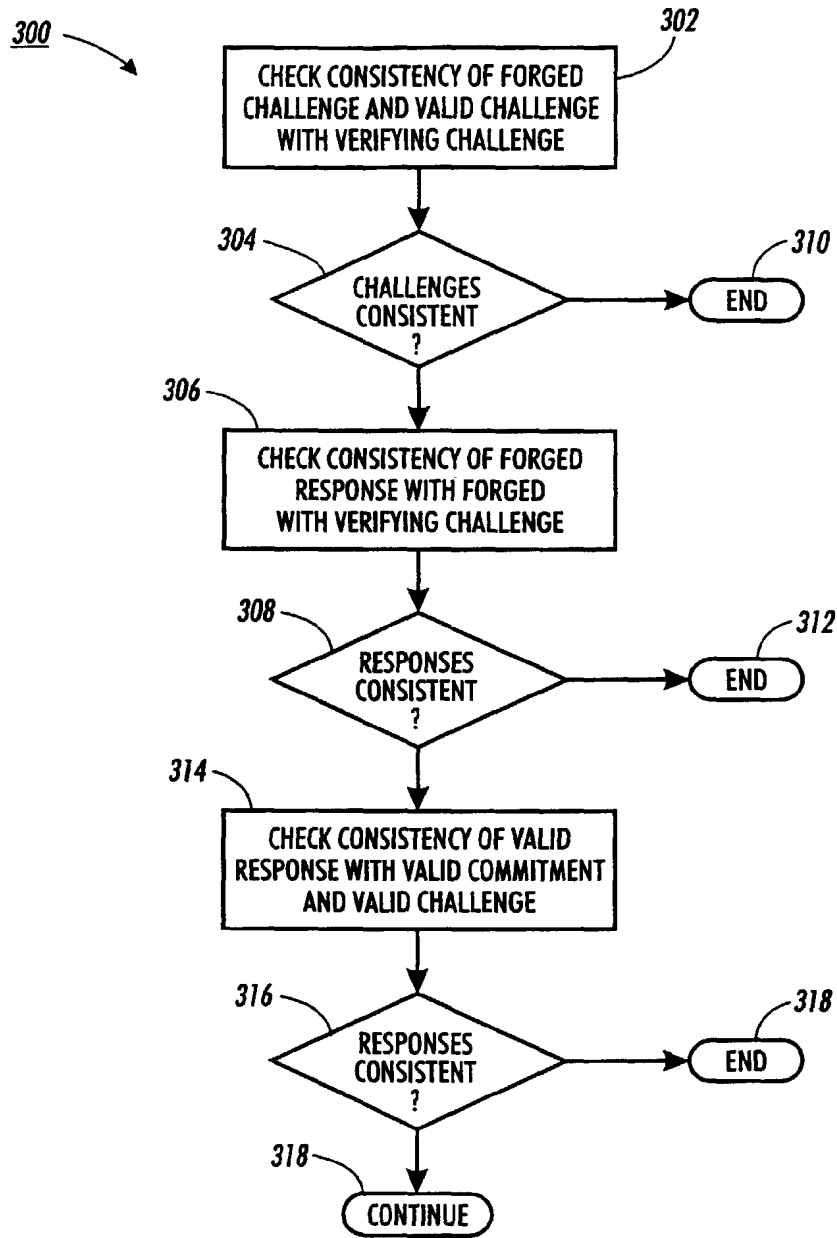 300
302
CHECK CONSISTENCY OF FORGED
CHALLENGE AND VALID CHALLENGE
WITH VERIFYING CHALLENGE
304
CHALLENGES
CONSISTENT
?
310
END
306
CHECK CONSISTENCY OF FORGED
RESPONSE WITH FORGED
WITH VERIFYING CHALLENGE
308
RESPONSES
CONSISTENT
?
312
END
314
CHECK CONSISTENCY OF VALID
RESPONSE WITH VALID COMMITMENT
AND VALID CHALLENGE
316
RESPONSES
CONSISTENT
?
318
END
318
CONTINUE